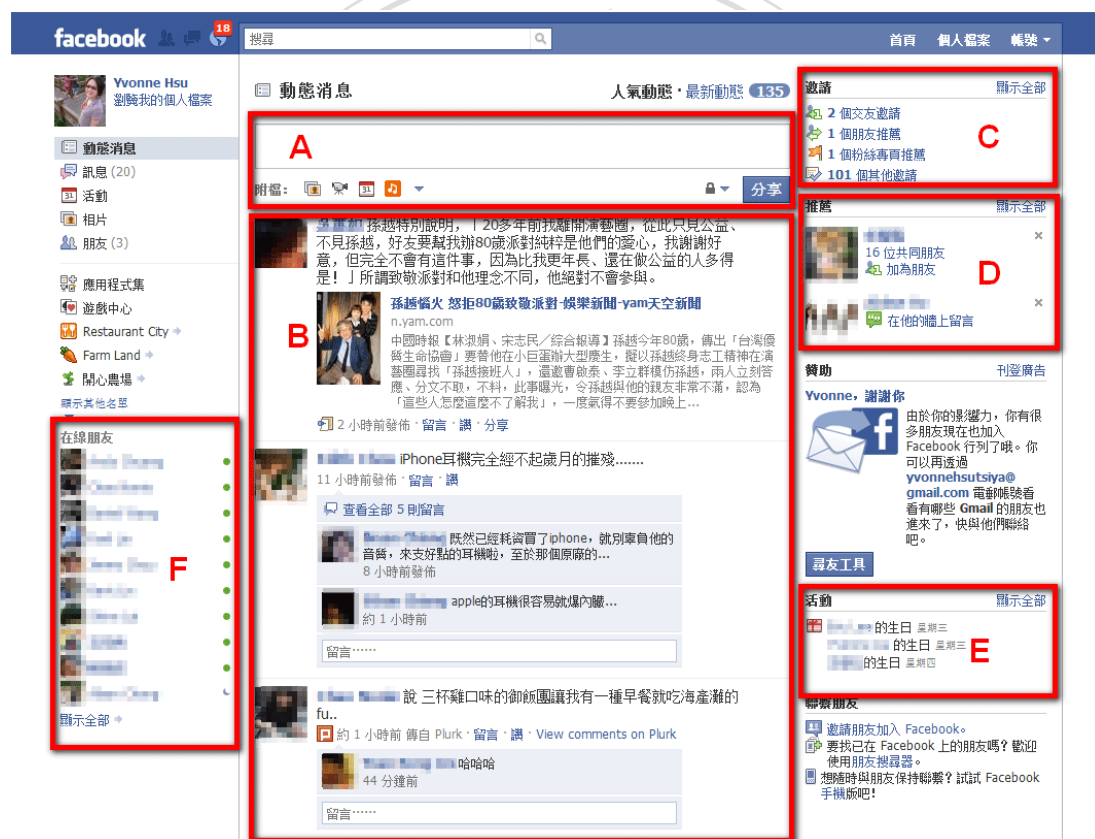 facebook
18
搜尋
首頁 個人檔案 帳號
Yvonne Hsu
瀏覽我的個人檔案
動態消息
訊息 (20)
活動
相片
朋友 (3)
應用程式集
遊戲中心
Restaurant City
Farm Land
開心農場
顯示其他名單
在線朋友
F
顯示全部
動態消息
人氣動態・最新動態 135
A
附檔：
分享
B
孫越特別說明，「20多年前我離開演藝圈，從此只見公益、
不見孫越，好友要幫我辦80歲派對純粹是他們的愛心，我謝謝好
意，但完全不會有這件事，因為比我更年長、還在做公益的人多得
是！」所謂致敬派對和他理念不同，他絕對不會參與。
孫越惱火 怒拒80歲致敬派對-娛樂新聞-yam天空新聞
n.yam.com
中國時報【林淑娟、宋志民／綜合報導】孫越今年80歲，傳出「台灣優
質生命協會」要替他在小巨蛋辦大型慶生，擬以孫越終身志工精神在演
藝圈尋找「孫越接班人」，還邀曹啟泰、李立群模仿孫越，兩人立刻答
應、分文不取，不料，此事曝光，令孫越與他的親友非常不滿，認為
「這些人怎麼這麼不了解我」，一度氣得不要參加晚上...
2 小時前發佈・留言・讚・分享
iPhone耳機完全經不起歲月的摧殘.......
11 小時前發佈・留言・讚
查看全部 5 則留言
既然已經耗資買了iphone，就別辜負他的
音質，來支好點的耳機啦，至於那個原廠的...
8 小時前發佈
apple的耳機很容易就爆內臟...
約 1 小時前
留言……
說 三杯雞口味的御飯團讓我有一種早餐就吃海產攤的
fu..
約 1 小時前 傳自 Plurk・留言・讚・View comments on Plurk
哈哈哈
44 分鐘前
留言……
邀請 顯示全部
2 個交友邀請
1 個朋友推薦
1 個粉絲專頁推薦
101 個其他邀請
C
推薦 顯示全部
16 位共同朋友
加為朋友
在他的牆上留言
D
贊助 刊登廣告
Yvonne，謝謝你
由於你的影響力，你有很
多朋友現在也加入
Facebook 行列了哦。你
可以再透過
yvonnehsutsiya@
gmail.com 電郵帳號看
看有哪些 Gmail 的朋友也
進來了，快與他們聯絡
吧。
尋友工具
活動 顯示全部
的生日 星期三
的生日 星期三
的生日 星期四
E
聯繫朋友
邀請朋友加入 Facebook。
要找已在 Facebook 上的朋友嗎？歡迎
使用朋友搜尋器。
想隨時與朋友保持聯繫？試試 Facebook
手機版吧！